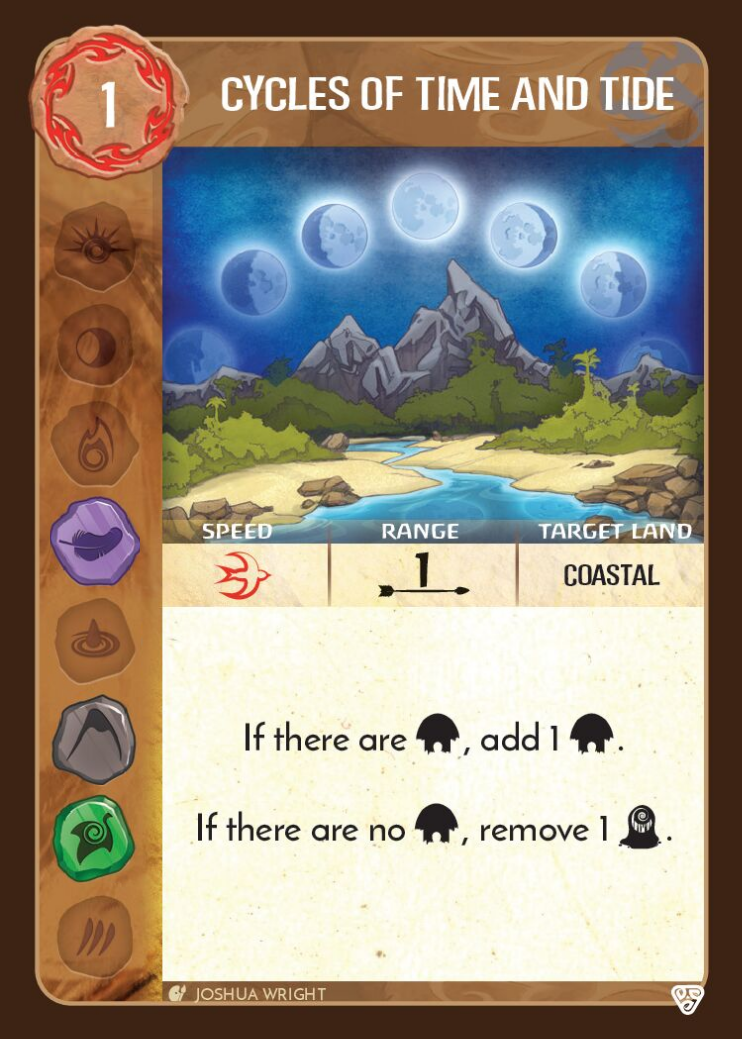 1
CYCLES OF TIME AND TIDE
SPEED RANGE TARGET LAND
1 COASTAL
If there are , add 1 .
If there are no , remove 1 .
JOSHUA WRIGHT